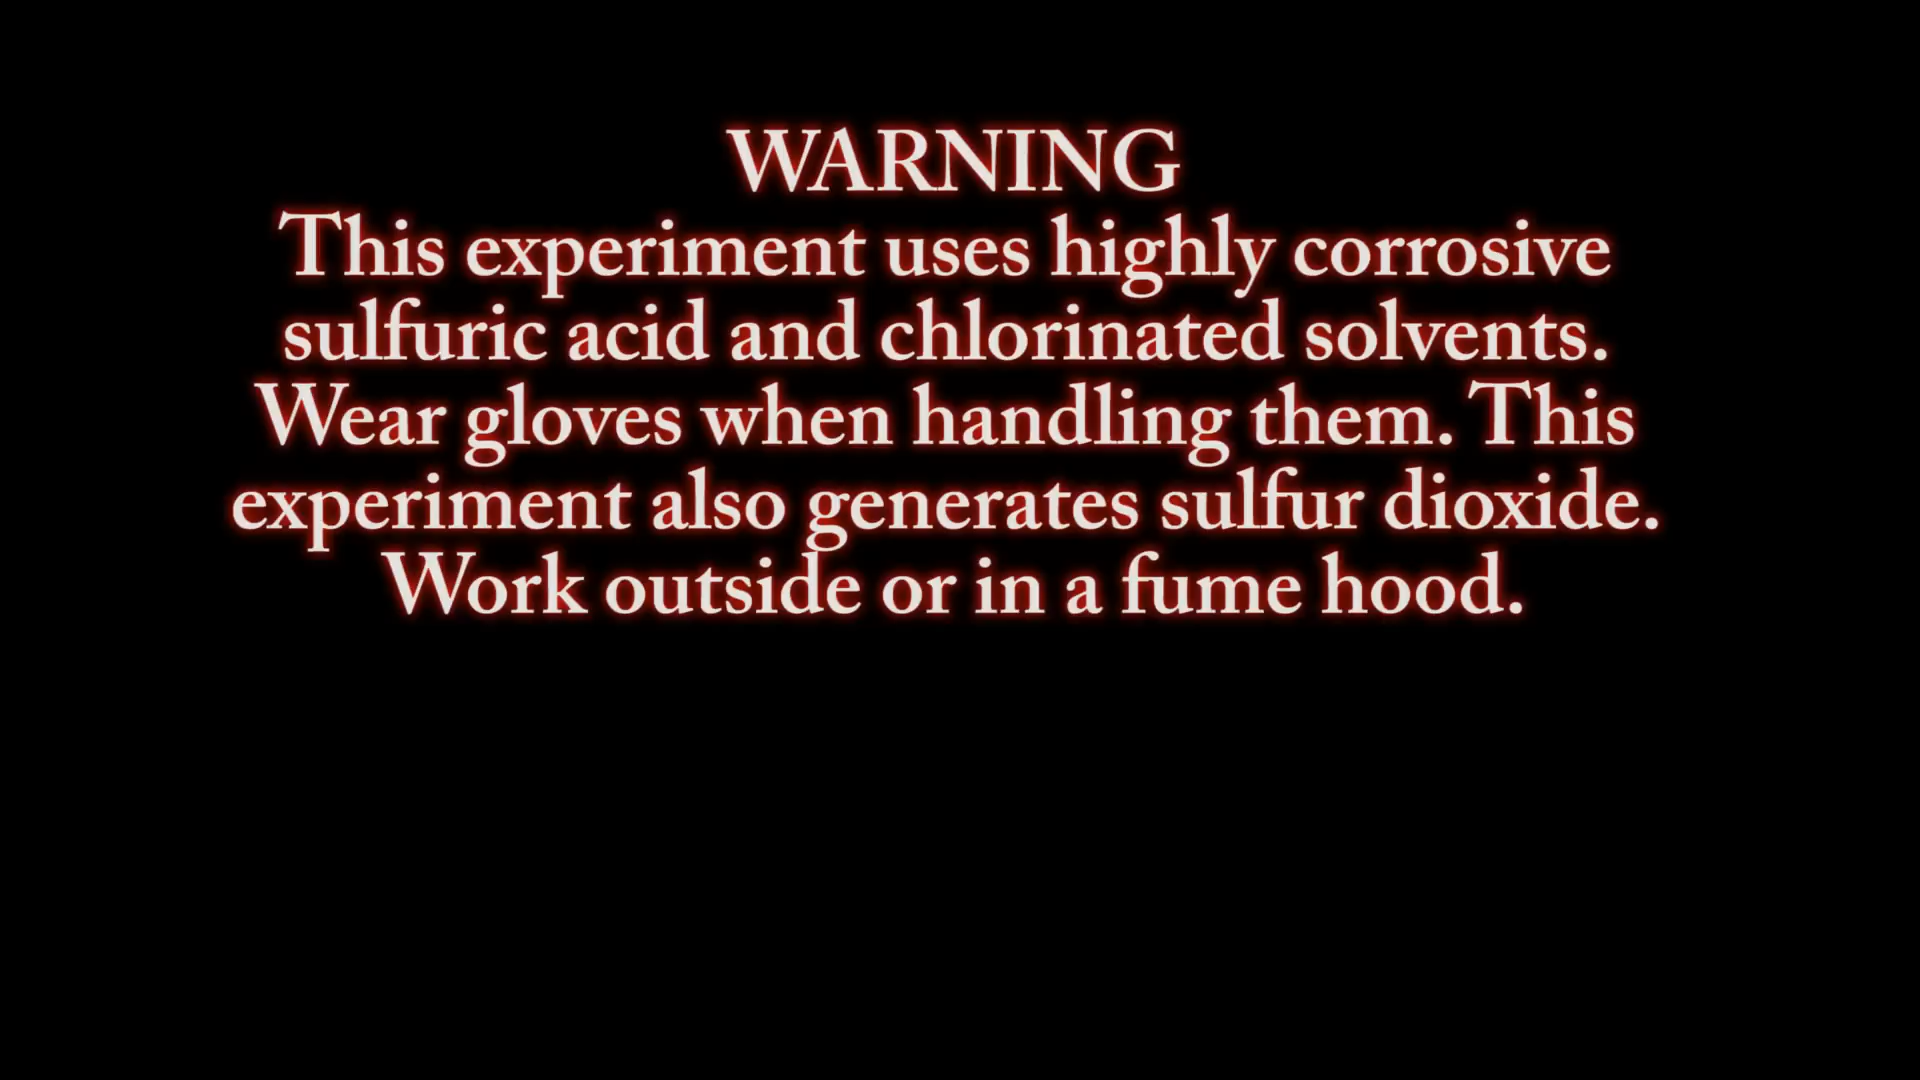 WARNING
This experiment uses highly corrosive
sulfuric acid and chlorinated solvents.
Wear gloves when handling them. This
experiment also generates sulfur dioxide.
Work outside or in a fume hood.